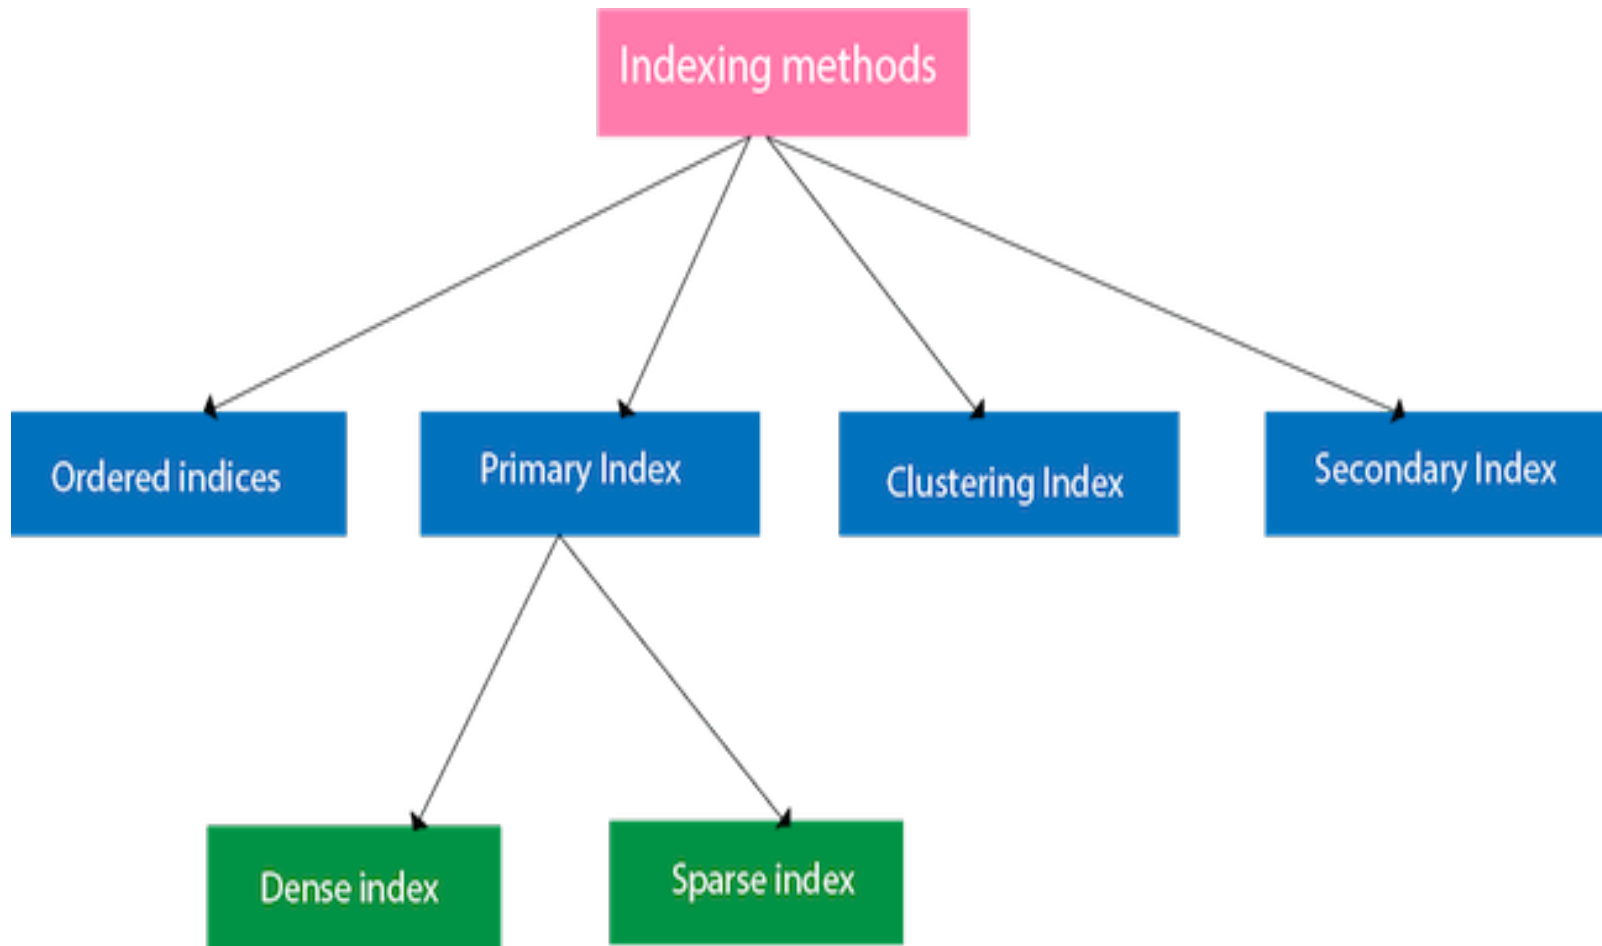 Indexing methods
Ordered indices
Primary Index
Clustering Index
Secondary Index
Dense index
Sparse index